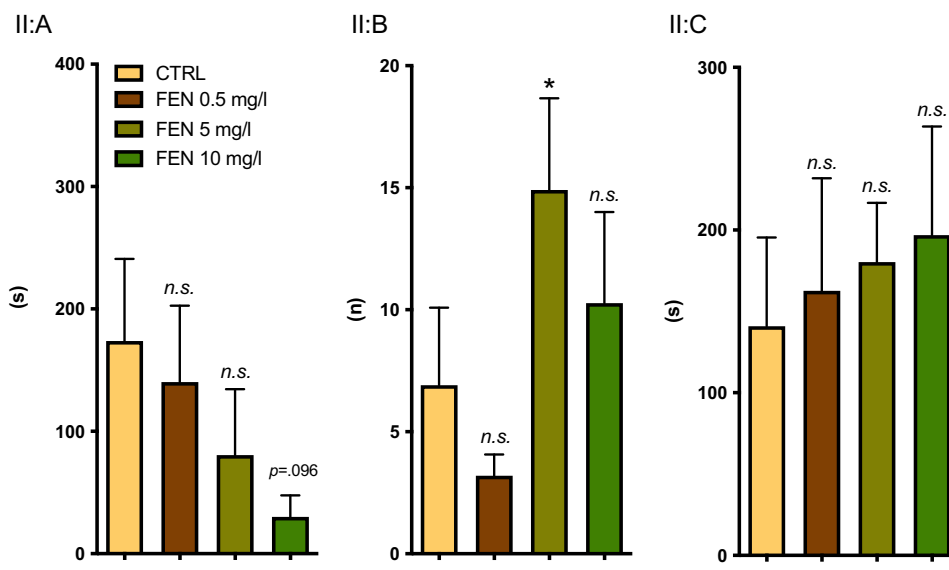 II:A
II:B
II:C
400
300
200
100
0
(s)
CTRL
FEN 0.5 mg/l
FEN 5 mg/l
FEN 10 mg/l
n.s.
n.s.
p=.096
20
15
10
5
0
(n)
n.s.
*
n.s.
300
200
100
0
(s)
n.s.
n.s.
n.s.